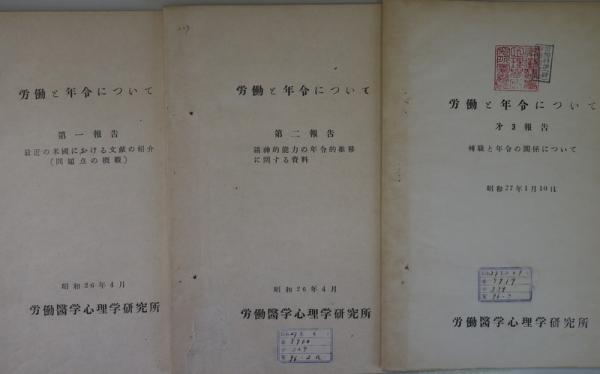 労働と年令について
第一報告
最近の米國における文献の紹介
(問題点の概観)
昭和26年4月
労働醫学心理学研究所
労働と年令について
第二報告
精神的能力の年令的推移
に関する資料
昭和26年4月
労働醫学心理学研究所
労働と年令について
才3報告
職と年令の関係について
昭和27年1月10日
労働醫学心理学研究所